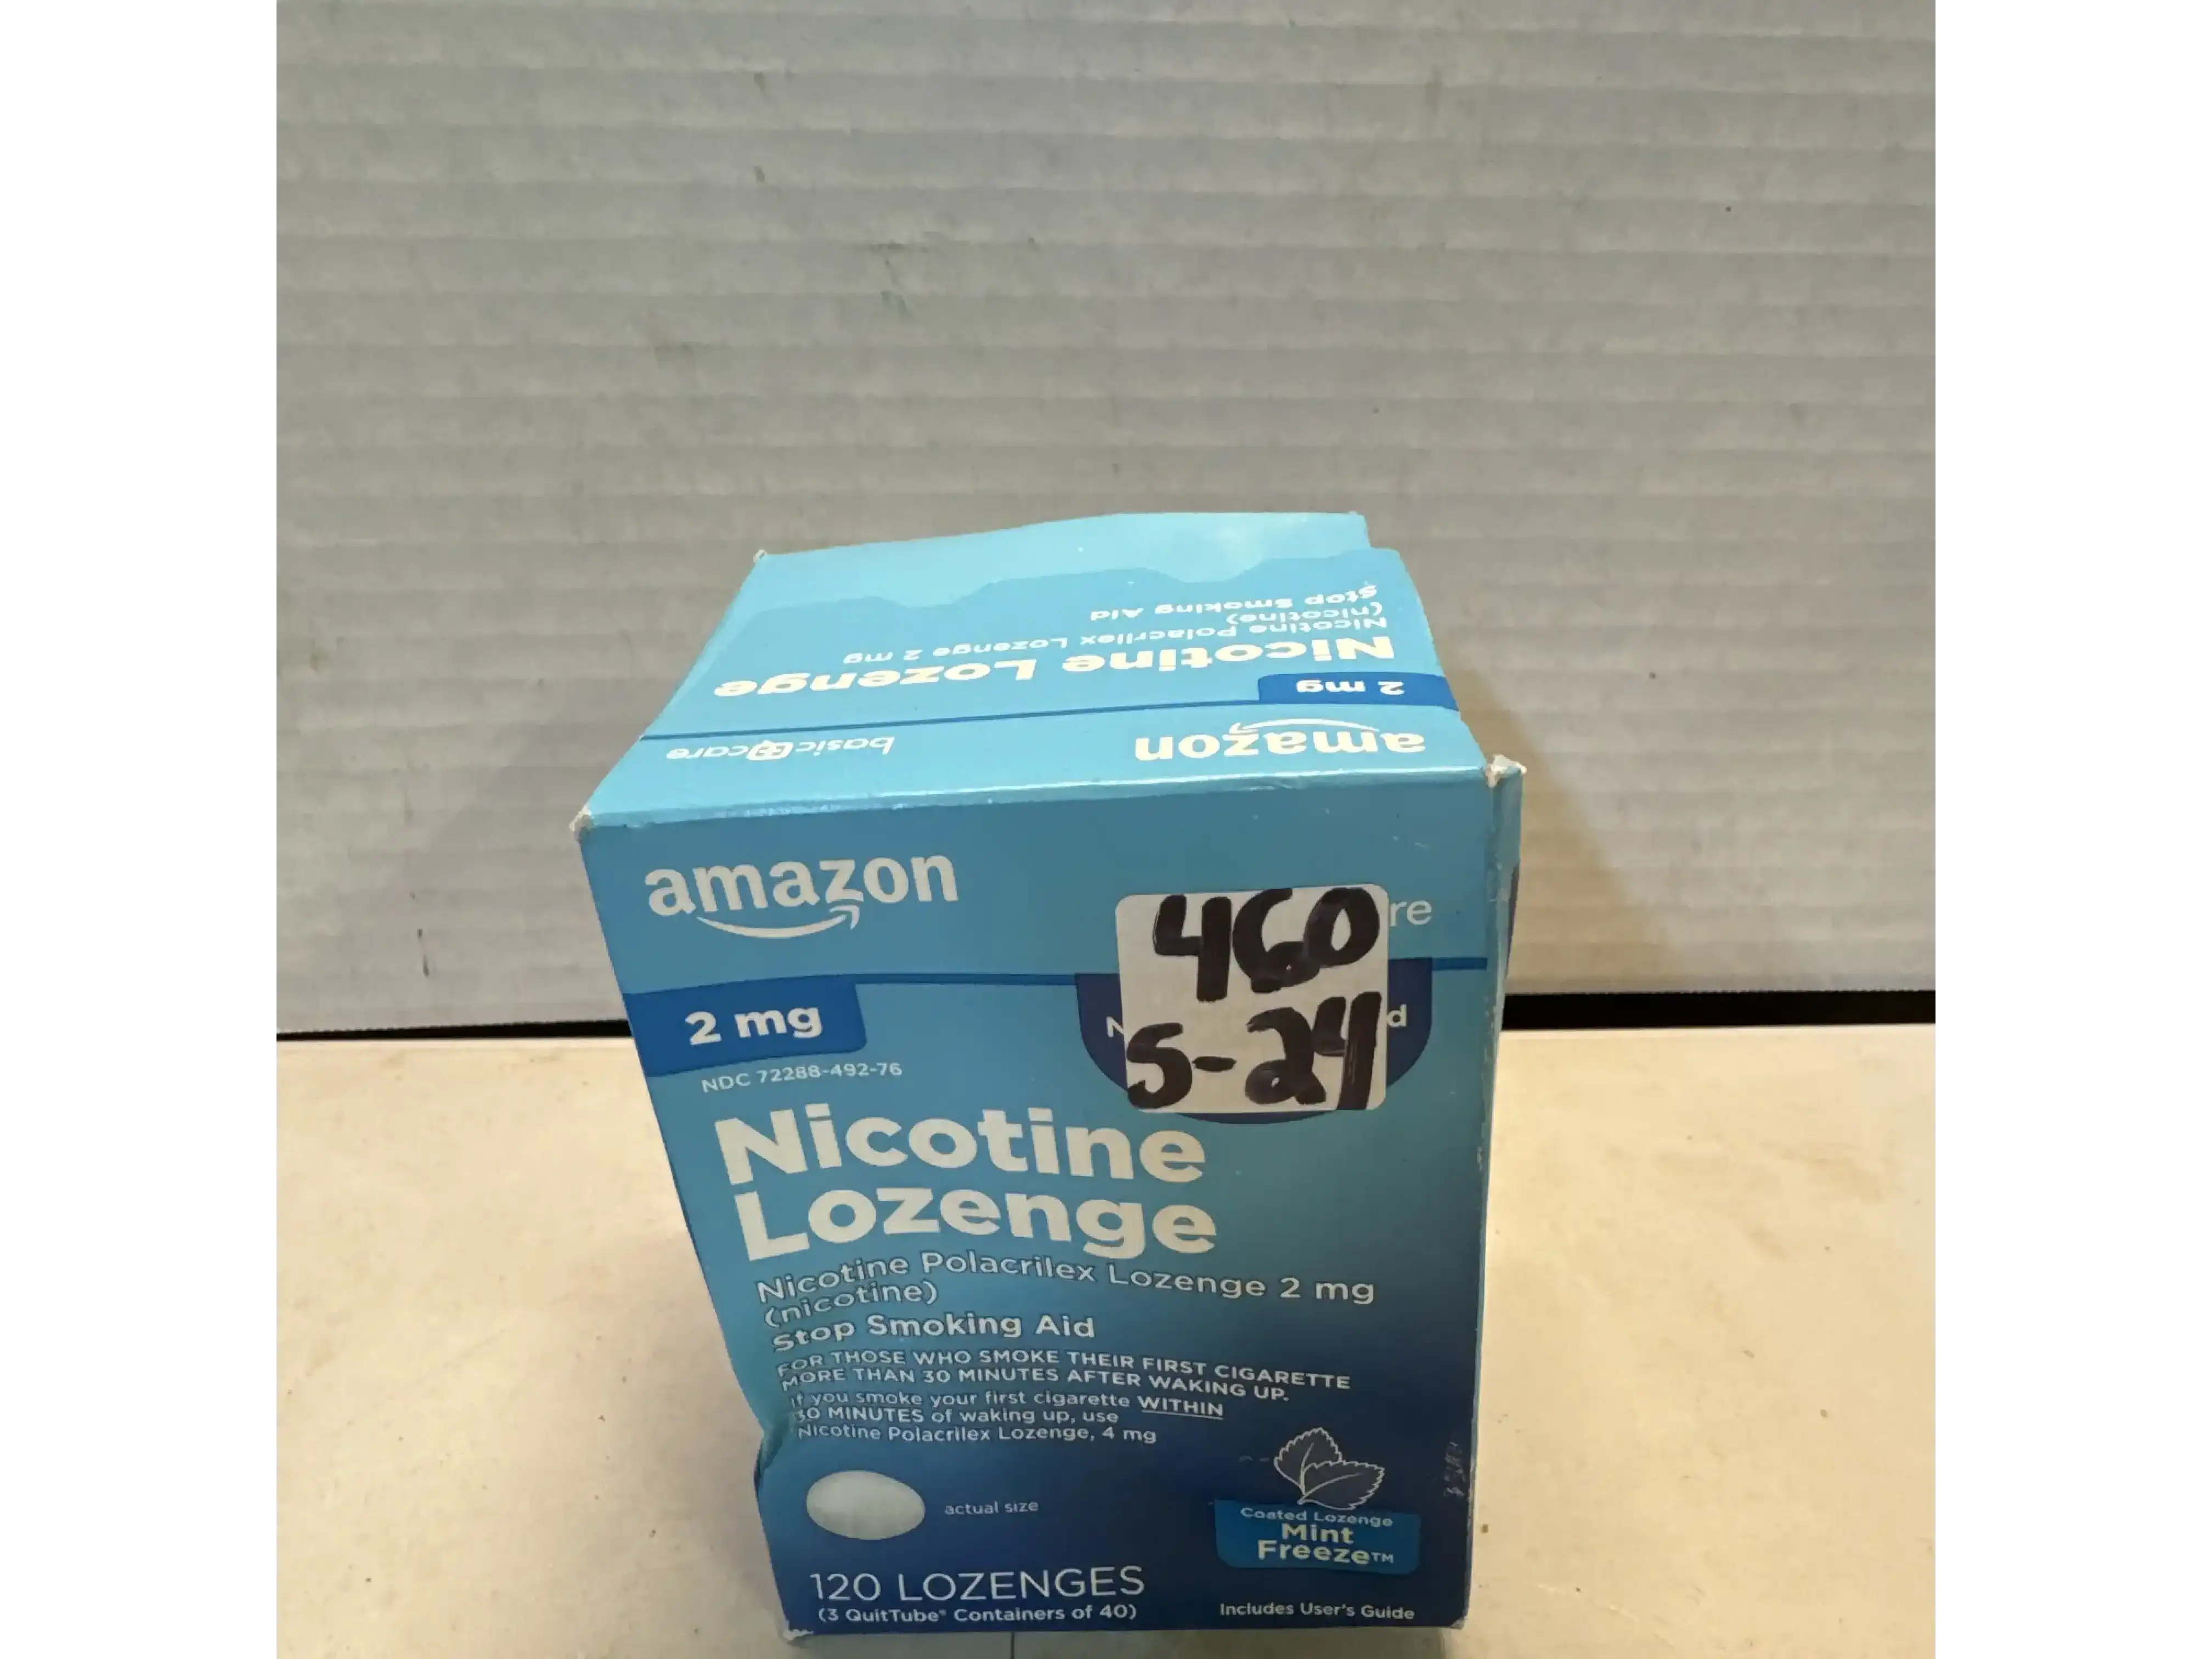 Stop Smoking Aid
(nicotine)
Nicotine Polacrilex Lozenge 2 mg
Nicotine Lozenge
2 mg
amazon basic care
amazon
re
460
S-24
2 mg
N d
NDC 72288-492-76
Nicotine
Lozenge
Nicotine Polacrilex Lozenge 2 mg
(nicotine)
Stop Smoking Aid
FOR THOSE WHO SMOKE THEIR FIRST CIGARETTE
MORE THAN 30 MINUTES AFTER WAKING UP.
If you smoke your first cigarette WITHIN
30 MINUTES of waking up, use
Nicotine Polacrilex Lozenge, 4 mg
actual size
Coated Lozenge
Mint
Freeze™
120 LOZENGES
(3 QuitTube® Containers of 40)
Includes User's Guide